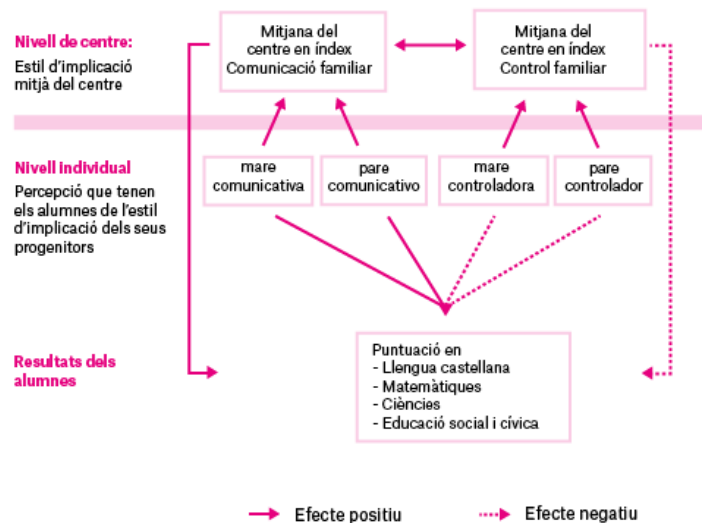 Nivell de centre:
Estil d'implicació
mitjà del centre
Mitjana del
centre en índex
Comunicació familiar
Mitjana del
centre en índex
Control familiar
Nivell individual
Percepció que tenen
els alumnes de l'estil
d'implicació dels seus
progenitors
mare
comunicativa
pare
comunicativo
mare
controladora
pare
controlador
Resultats dels
alumnes
Puntuació en
- Llengua castellana
- Matemàtiques
- Ciències
- Educació social i cívica
Efecte positiu
Efecte negatiu